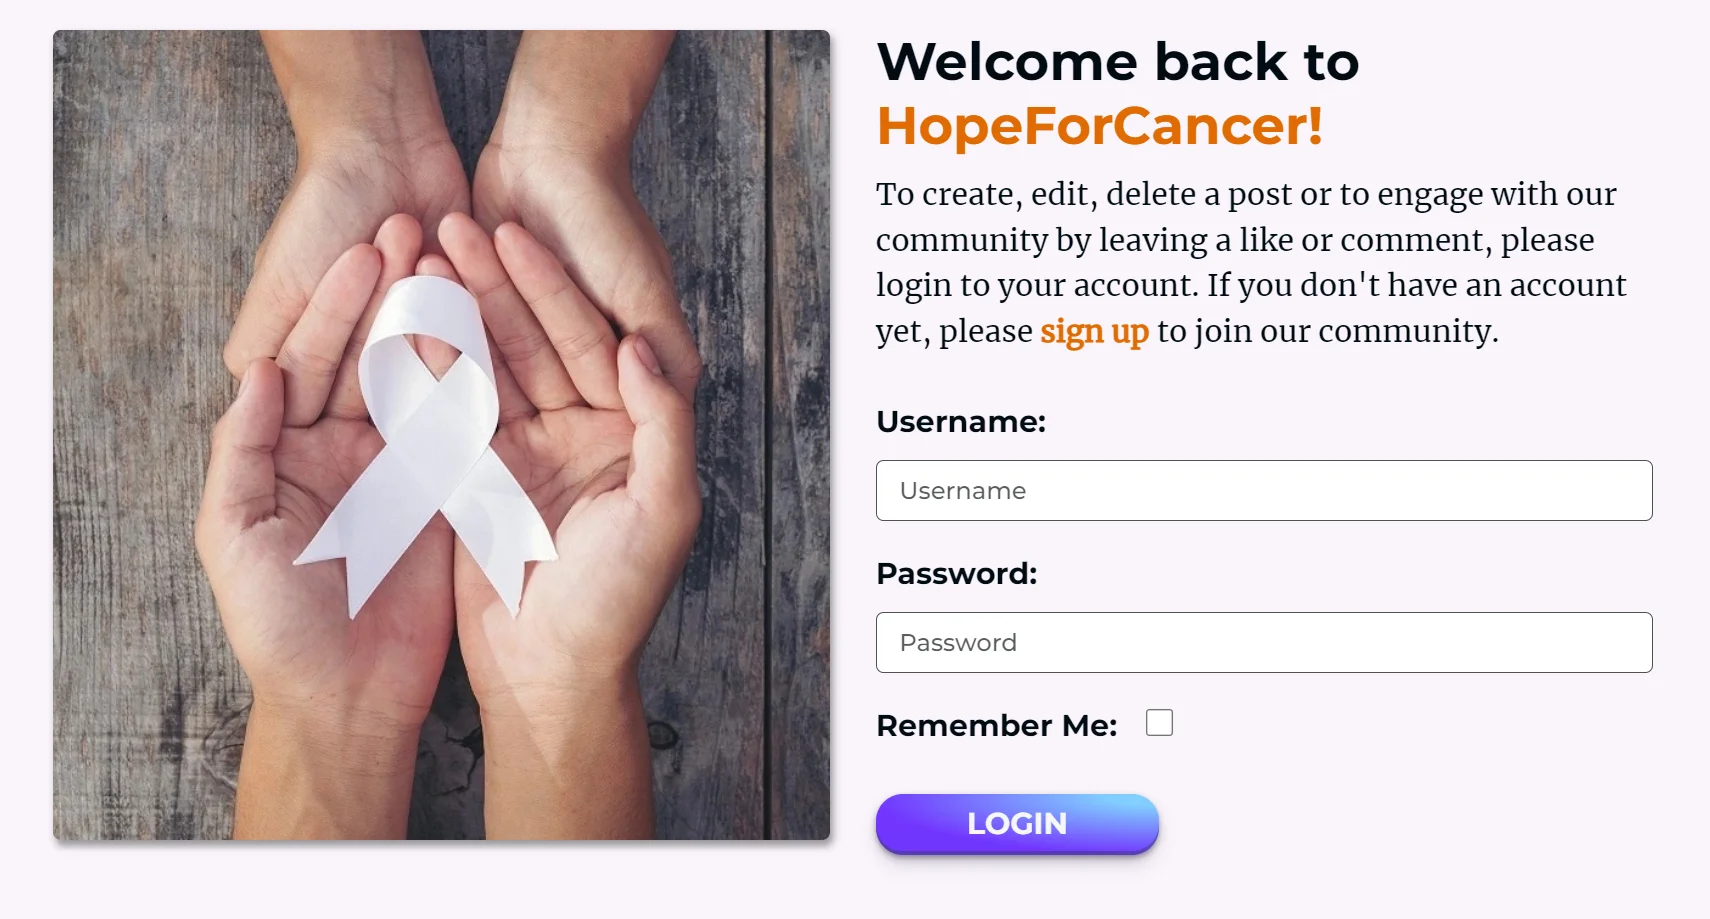 Welcome back to
HopeForCancer!
To create, edit, delete a post or to engage with our
community by leaving a like or comment, please
login to your account. If you don't have an account
yet, please sign up to join our community.
Username:
Username
Password:
Password
Remember Me:
LOGIN